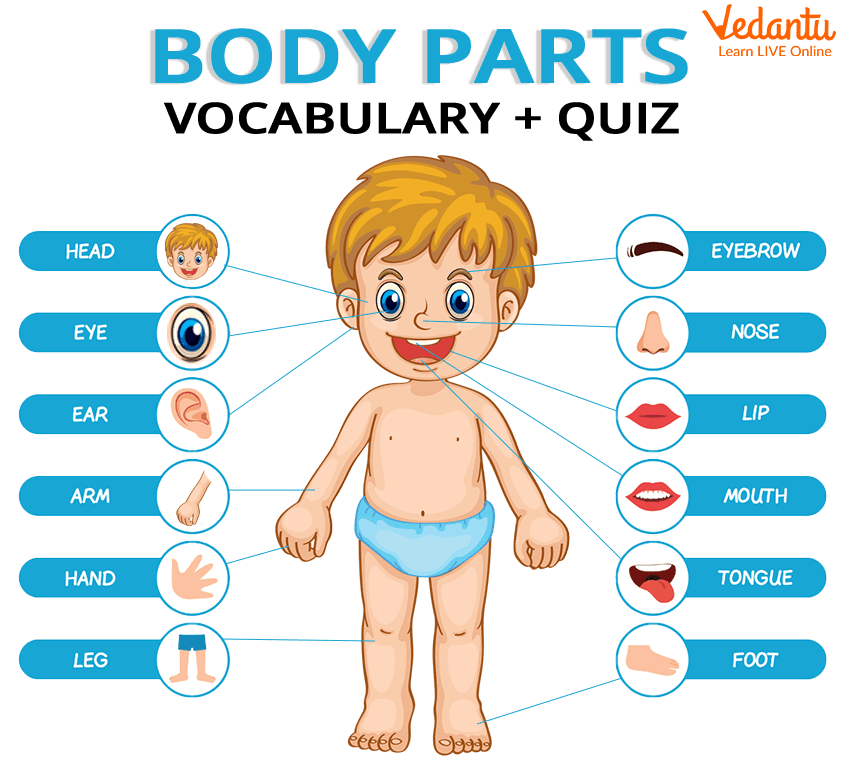 Vedantu
Learn LIVE Online
BODY PARTS
VOCABULARY + QUIZ
HEAD
EYE
EAR
ARM
HAND
LEG
EYEBROW
NOSE
LIP
MOUTH
TONGUE
FOOT